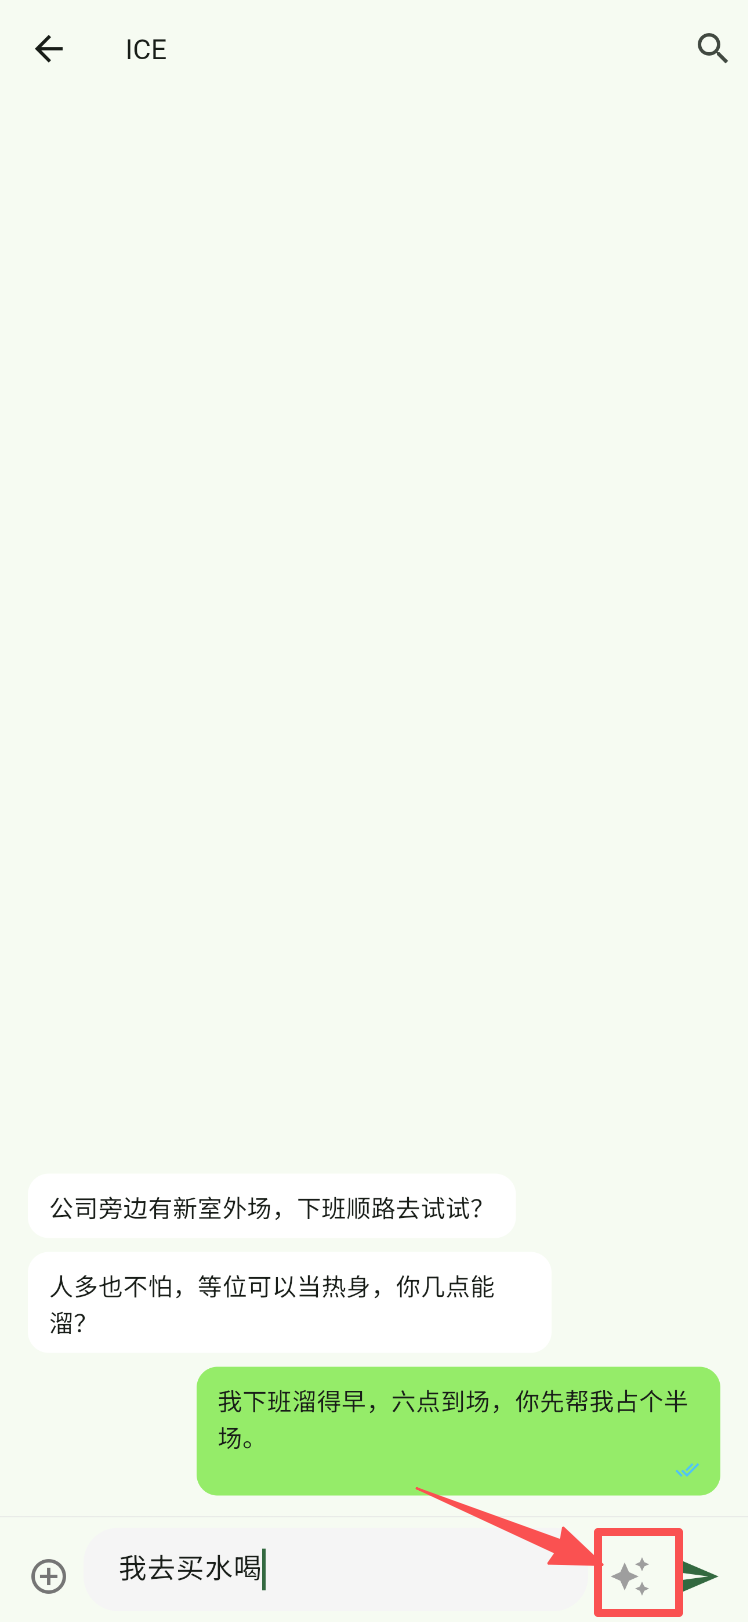 ICE
公司旁边有新室外场，下班顺路去试试？
人多也不怕，等位可以当热身，你几点能
溜？
我下班溜得早，六点到场，你先帮我占个半
场。
我去买水喝